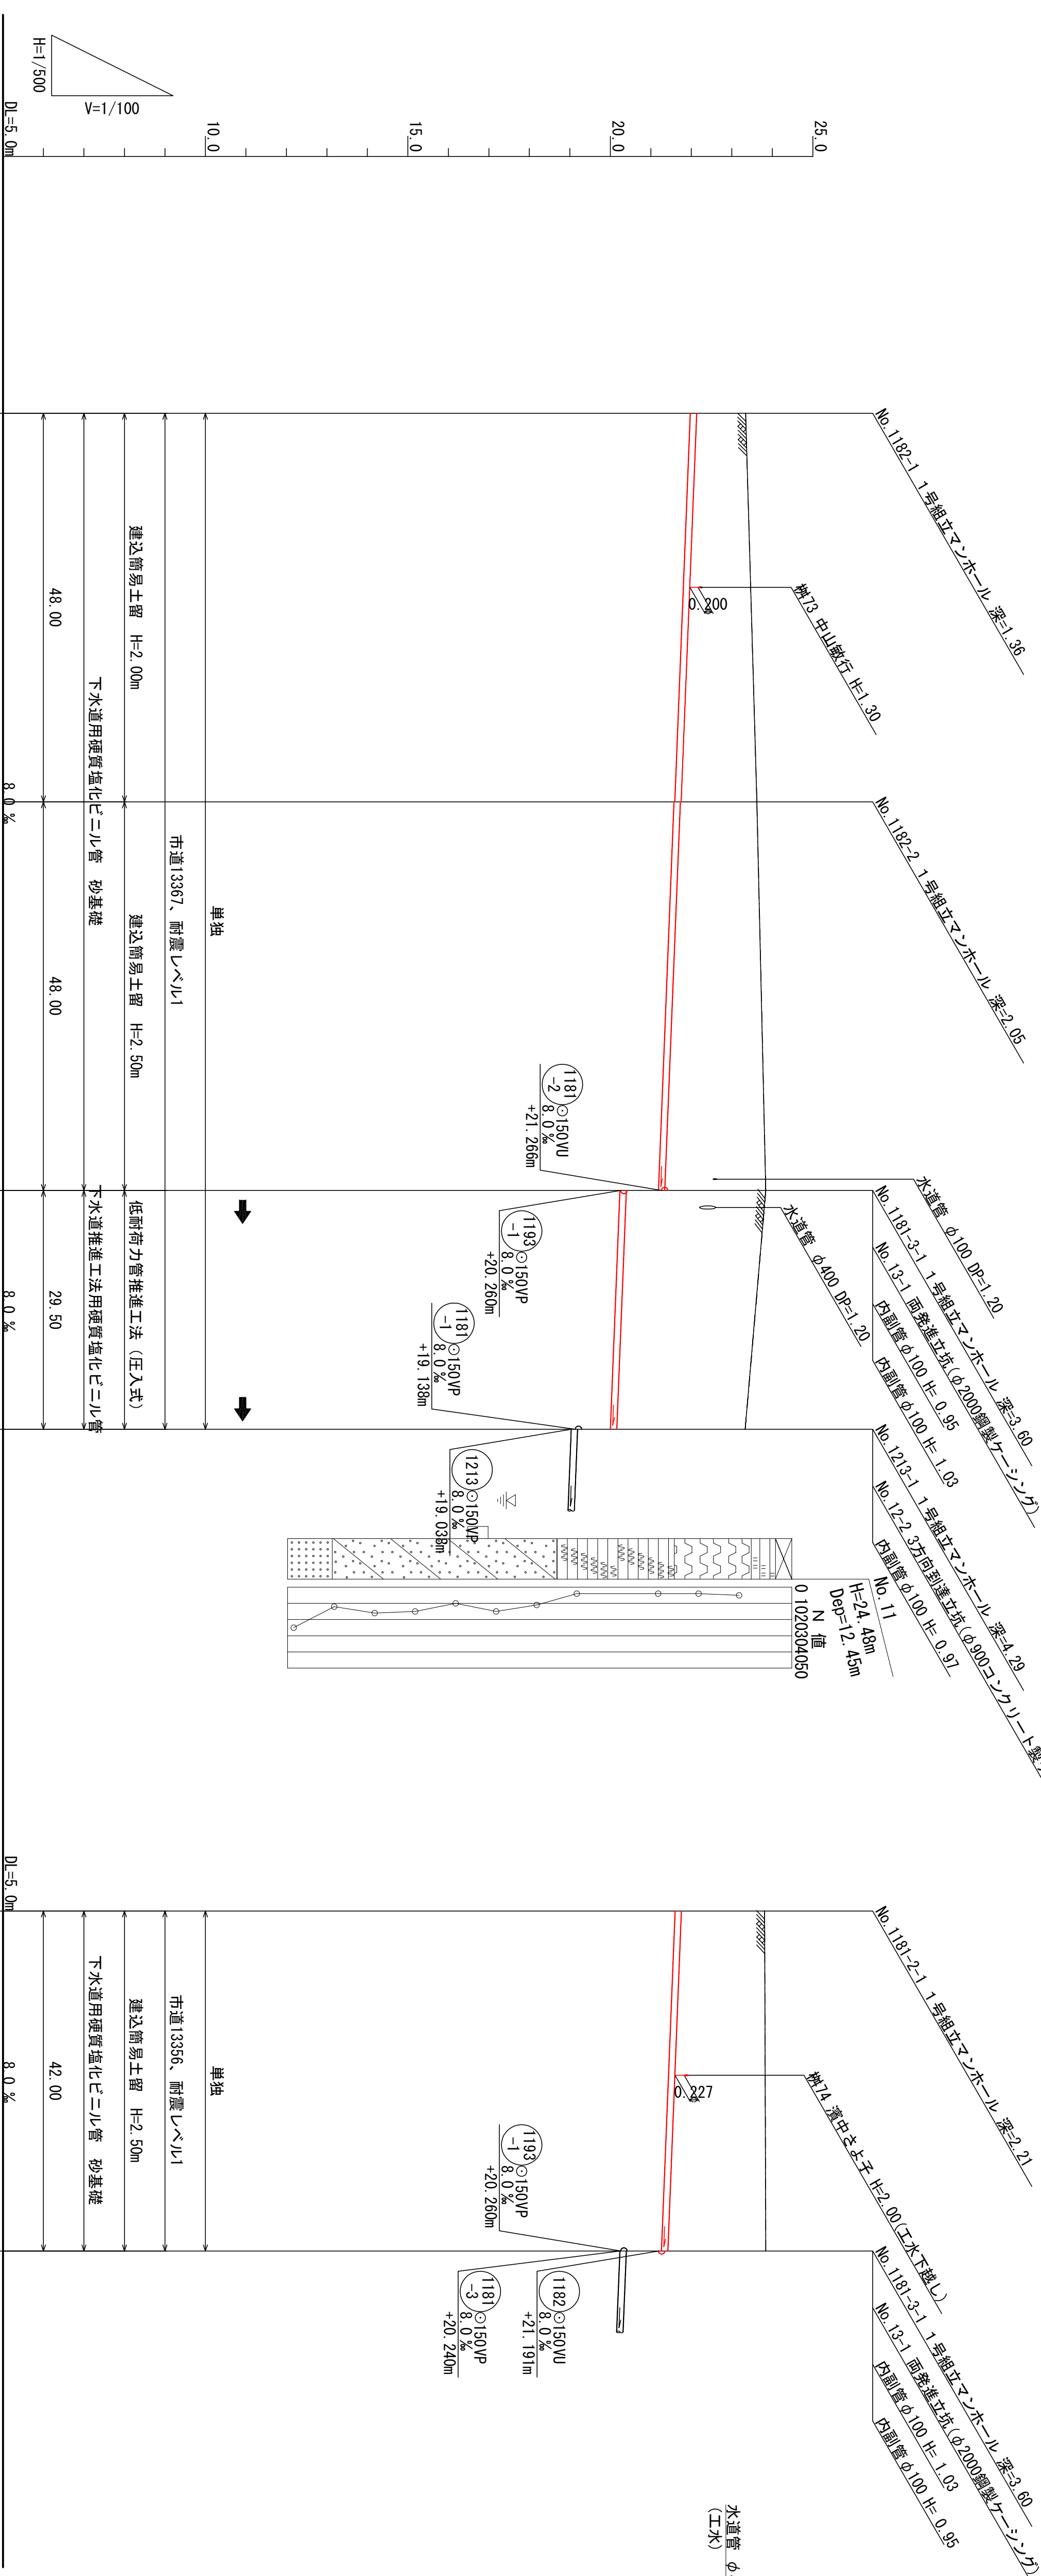 H=1/500
V=1/100
DL=5.0m
10.0
15.0
20.0
25.0
No.1182-1 1号組立マンホール 深=1.36
桝73 中山敏行 H=1.30
0.200
No.1182-2 1号組立マンホール 深=2.05
水道管 φ100 DP=1.20
No.1181-3-1 1号組立マンホール 深=3.60
No.13-1 両発進立坑(φ2000鋼製ケーシング)
内副管φ100 H= 0.95
内副管φ100 H= 1.03
水道管 φ400 DP=1.20
No.1213-1 1号組立マンホール 深=4.29
No.12-2 3方向到達立坑(φ900コンクリート製
内副管φ100 H= 0.97
1181
-2
150VU
8.0‰
+21.266m
1193
-1
150VP
8.0‰
+20.260m
1181
-1
150VP
8.0‰
+19.138m
1213
150VP
8.0‰
+19.038m
No.11
H=24.48m
Dep=12.45m
N 値
0 1020304050
単独
市道13367、耐震レベル1
建込簡易土留 H=2.00m
建込簡易土留 H=2.50m
低耐荷力管推進工法(圧入式)
下水道用硬質塩化ビニル管 砂基礎
下水道推進工法用硬質塩化ビニル管
48.00
48.00
29.50
8.0‰
8.0‰
DL=5.0m
No.1181-2-1 1号組立マンホール 深=2.21
桝74 濱中さよ子 H=2.00(工水下越し)
0.227
No.1181-3-1 1号組立マンホール 深=3.60
No.13-1 両発進立坑(φ2000鋼製ケーシング)
内副管φ100 H= 1.03
内副管φ100 H= 0.95
1193
-1
150VP
8.0‰
+20.260m
1182
150VU
8.0‰
+21.191m
1181
-3
150VP
8.0‰
+20.240m
水道管 φ
(工水)
単独
市道13356、耐震レベル1
建込簡易土留 H=2.50m
下水道用硬質塩化ビニル管 砂基礎
42.00
8.0‰